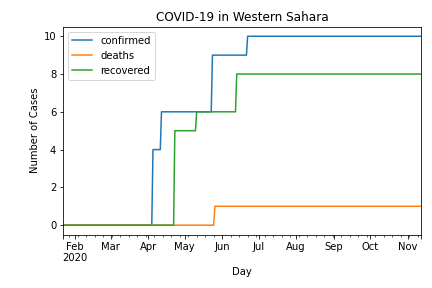 COVID-19 in Western Sahara
confirmed
deaths
recovered
Number of Cases
10
8
6
4
2
0
Feb Mar Apr May Jun Jul Aug Sep Oct Nov
2020
Day